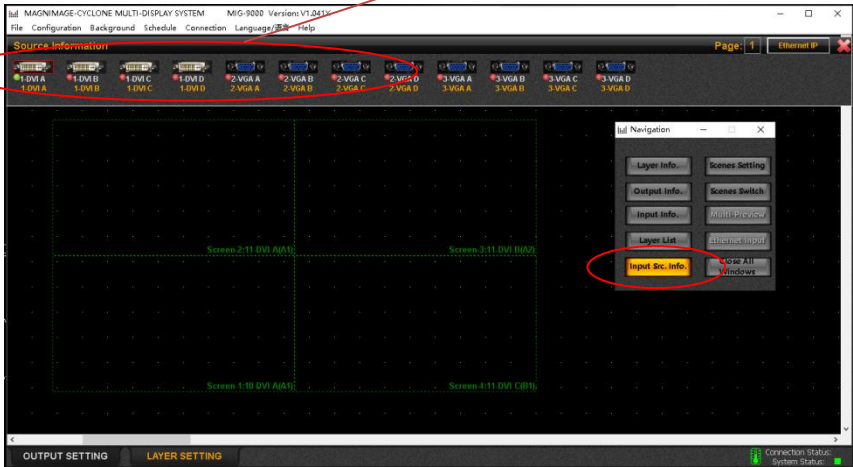 MAGNIMAGE-CYCLONE MULTI-DISPLAY SYSTEM MIG-9000 Version: V1.041X
File Configuration Background Schedule Connection Language/语言 Help
Source Information Page: 1 Ethernet IP
1-DVI A 1-DVI B 1-DVI C 1-DVI D 2-VGA A 2-VGA B 2-VGA C 2-VGA D 3-VGA A 3-VGA B 3-VGA C 3-VGA D
1-DVI A 1-DVI B 1-DVI C 1-DVI D 2-VGA A 2-VGA B 2-VGA C 2-VGA D 3-VGA A 3-VGA B 3-VGA C 3-VGA D
Navigation
Layer Info. Scenes Setting
Output Info. Scenes Switch
Input Info. Multi-Preview
Layer List Ethernet Input
Input Src. Info. Close All
Windows
Screen 2:11 DVI A(A1) Screen 3:11 DVI B(A2)
Screen 1:10 DVI A(A1) Screen 4:11 DVI C(B1)
OUTPUT SETTING LAYER SETTING
Connection Status:
System Status: